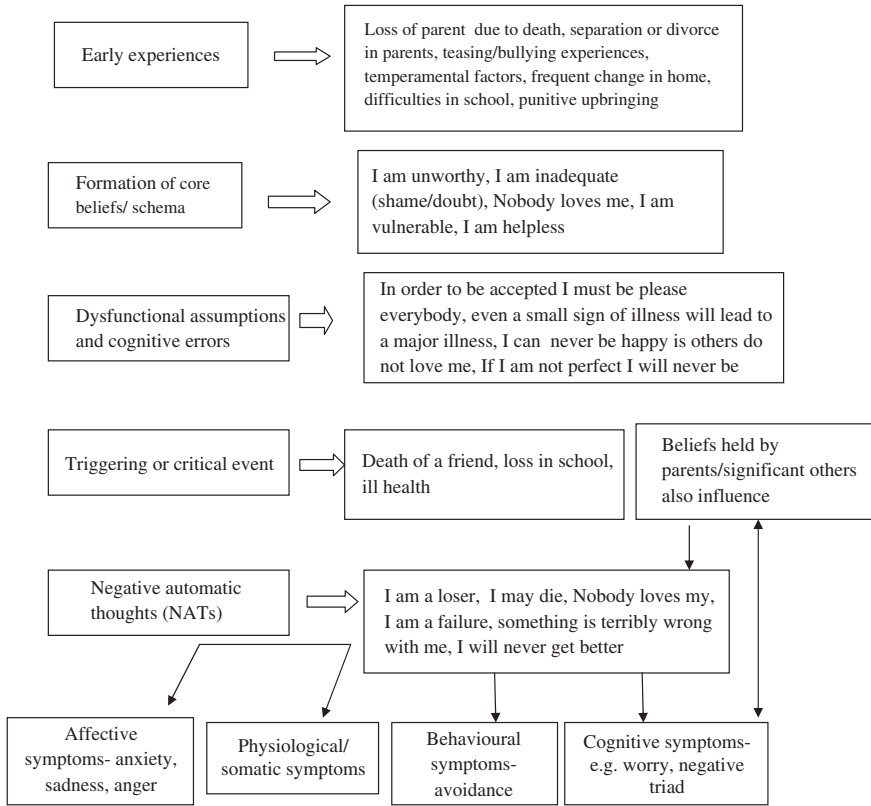 Early experiences
Loss of parent due to death, separation or divorce
in parents, teasing/bullying experiences,
temperamental factors, frequent change in home,
difficulties in school, punitive upbringing
Formation of core
beliefs/ schema
I am unworthy, I am inadequate
(shame/doubt), Nobody loves me, I am
vulnerable, I am helpless
Dysfunctional assumptions
and cognitive errors
In order to be accepted I must be please
everybody, even a small sign of illness will lead to
a major illness, I can never be happy is others do
not love me, If I am not perfect I will never be
Triggering or critical event
Death of a friend, loss in school,
ill health
Beliefs held by
parents/significant others
also influence
Negative automatic
thoughts (NATs)
I am a loser, I may die, Nobody loves my,
I am a failure, something is terribly wrong
with me, I will never get better
Affective
symptoms- anxiety,
sadness, anger
Physiological/
somatic symptoms
Behavioural
symptoms-
avoidance
Cognitive symptoms-
e.g. worry, negative
triad